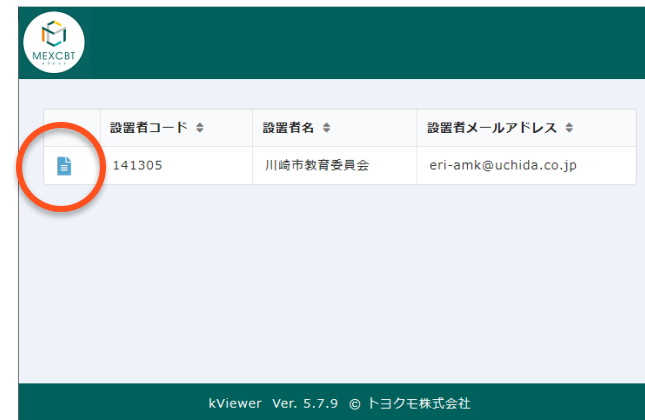 MEXCBT
設置者コード 設置者名 設置者メールアドレス
141305 川崎市教育委員会 eri-amk@uchida.co.jp
kViewer Ver. 5.7.9 © トヨクモ株式会社